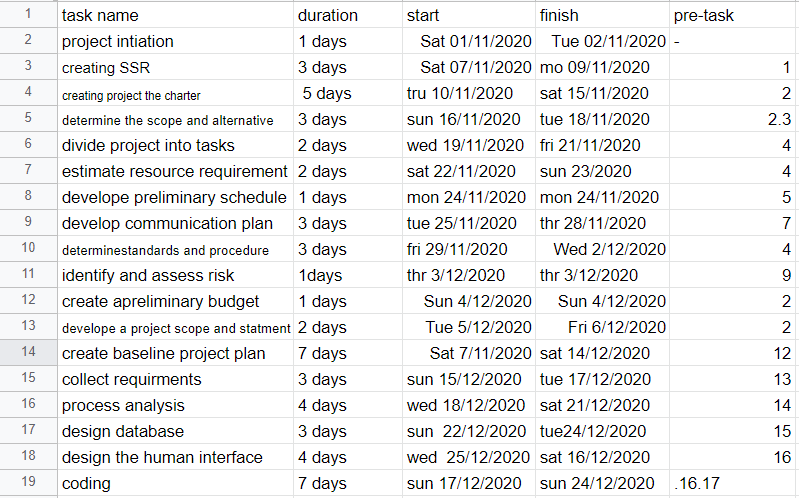 1 task name duration start finish pre-task
2 project intiation 1 days Sat 01/11/2020 Tue 02/11/2020 -
3 creating SSR 3 days Sat 07/11/2020 mo 09/11/2020 1
4 creating project the charter 5 days tru 10/11/2020 sat 15/11/2020 2
5 determine the scope and alternative 3 days sun 16/11/2020 tue 18/11/2020 2.3
6 divide project into tasks 2 days wed 19/11/2020 fri 21/11/2020 4
7 estimate resource requirement 2 days sat 22/11/2020 sun 23/2020 4
8 develope preliminary schedule 1 days mon 24/11/2020 mon 24/11/2020 5
9 develop communication plan 3 days tue 25/11/2020 thr 28/11/2020 7
10 determinestandards and procedure 3 days fri 29/11/2020 Wed 2/12/2020 4
11 identify and assess risk 1days thr 3/12/2020 thr 3/12/2020 9
12 create apreliminary budget 1 days Sun 4/12/2020 Sun 4/12/2020 2
13 develope a project scope and statment 2 days Tue 5/12/2020 Fri 6/12/2020 2
14 create baseline project plan 7 days Sat 7/11/2020 sat 14/12/2020 12
15 collect requirments 3 days sun 15/12/2020 tue 17/12/2020 13
16 process analysis 4 days wed 18/12/2020 sat 21/12/2020 14
17 design database 3 days sun 22/12/2020 tue24/12/2020 15
18 design the human interface 4 days wed 25/12/2020 sat 16/12/2020 16
19 coding 7 days sun 17/12/2020 sun 24/12/2020 .16.17